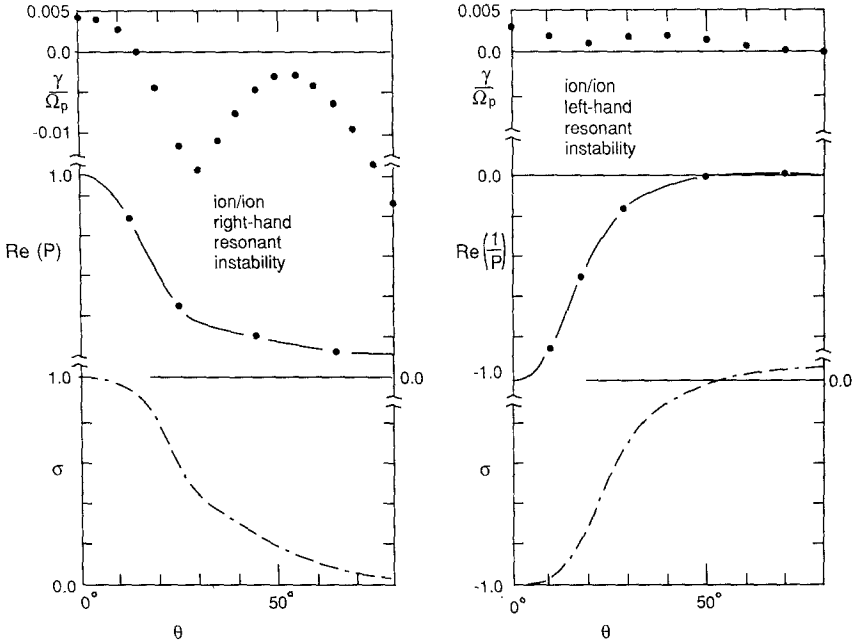 0.005
0.0
γ
Ωp
-0.01
1.0
Re (P)
ion/ion
right-hand
resonant
instability
0.0
1.0
σ
0.0
0°
50°
θ
0.005
0.0
γ
Ωp
ion/ion
left-hand
resonant
instability
0.0
Re(1/P)
-1.0
0.0
σ
-1.0
0°
50°
θ